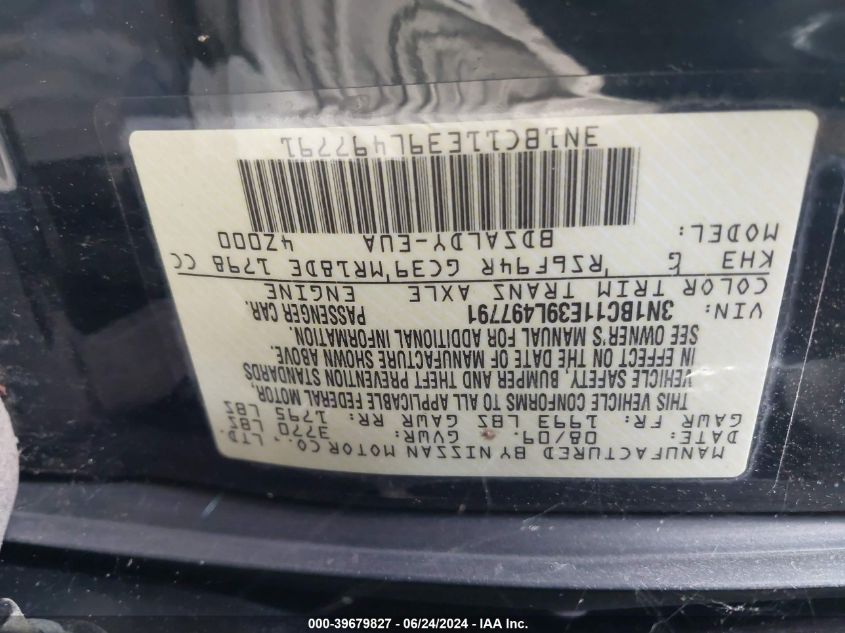 MANUFACTURED BY NISSAN MOTOR CO., LTD.
DATE: 08/09. GVWR: 3770 LBS
GAWR FR: 1993 LBS GAWR RR: 1795 LBS
THIS VEHICLE CONFORMS TO ALL APPLICABLE FEDERAL MOTOR
VEHICLE SAFETY, BUMPER AND THEFT PREVENTION STANDARDS
IN EFFECT ON THE DATE OF MANUFACTURE SHOWN ABOVE.
SEE OWNER'S MANUAL FOR ADDITIONAL INFORMATION.
VIN: 3N1BC11E39L497791 PASSENGER CAR.
COLOR TRIM TRANS AXLE ENGINE
KH3 G RS6F94R GC39 MR18DE 1798 CC
MODEL: BDSALDY-EUA 4Z000
3N1BC11E39L497791
000-39679827 - 06/24/2024 - IAA Inc.